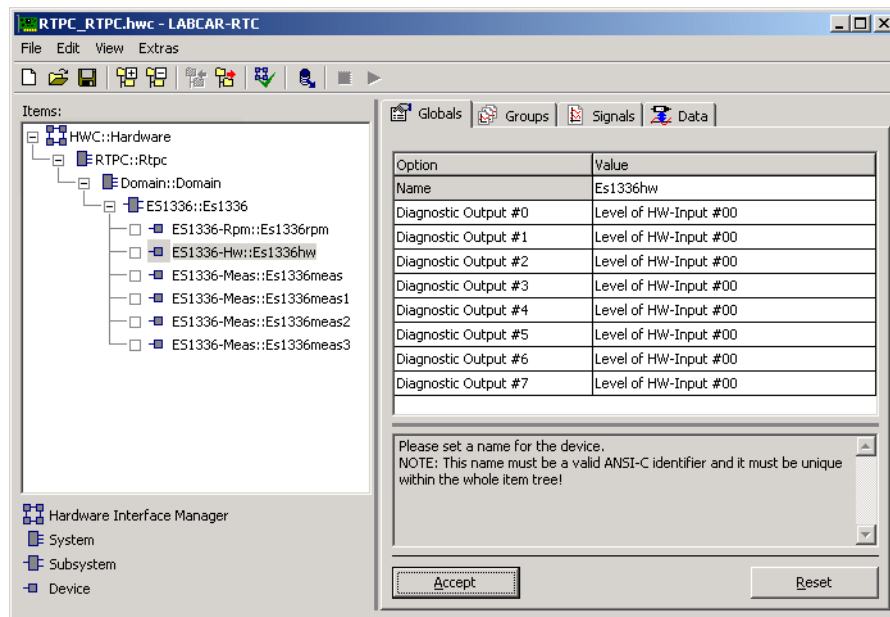 RTPC_RTPC.hwc - LABCAR-RTC
File Edit View Extras
Items:
HWC::Hardware
RTPC::Rtpc
Domain::Domain
ES1336::Es1336
ES1336-Rpm::Es1336rpm
ES1336-Hw::Es1336hw
ES1336-Meas::Es1336meas
ES1336-Meas::Es1336meas1
ES1336-Meas::Es1336meas2
ES1336-Meas::Es1336meas3
Hardware Interface Manager
System
Subsystem
Device
Globals Groups Signals Data
Option Value
Name Es1336hw
Diagnostic Output #0 Level of HW-Input #00
Diagnostic Output #1 Level of HW-Input #00
Diagnostic Output #2 Level of HW-Input #00
Diagnostic Output #3 Level of HW-Input #00
Diagnostic Output #4 Level of HW-Input #00
Diagnostic Output #5 Level of HW-Input #00
Diagnostic Output #6 Level of HW-Input #00
Diagnostic Output #7 Level of HW-Input #00
Please set a name for the device.
NOTE: This name must be a valid ANSI-C identifier and it must be unique
within the whole item tree!
Accept Reset